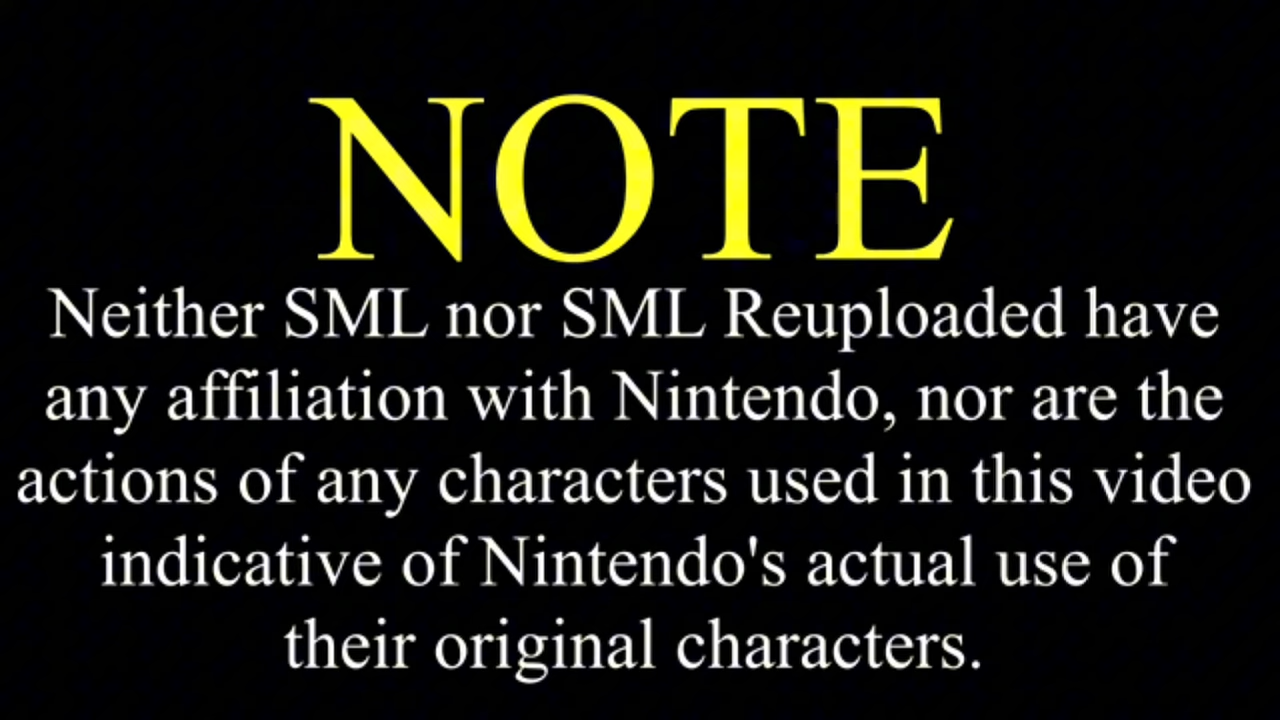 NOTE
Neither SML nor SML Reuploaded have
any affiliation with Nintendo, nor are the
actions of any characters used in this video
indicative of Nintendo's actual use of
their original characters.